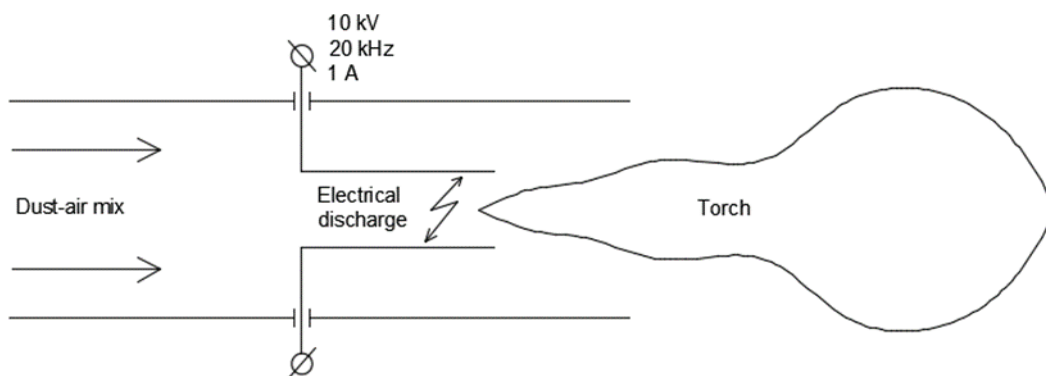 10 kV
20 kHz
1 A
Dust-air mix
Electrical
discharge
Torch